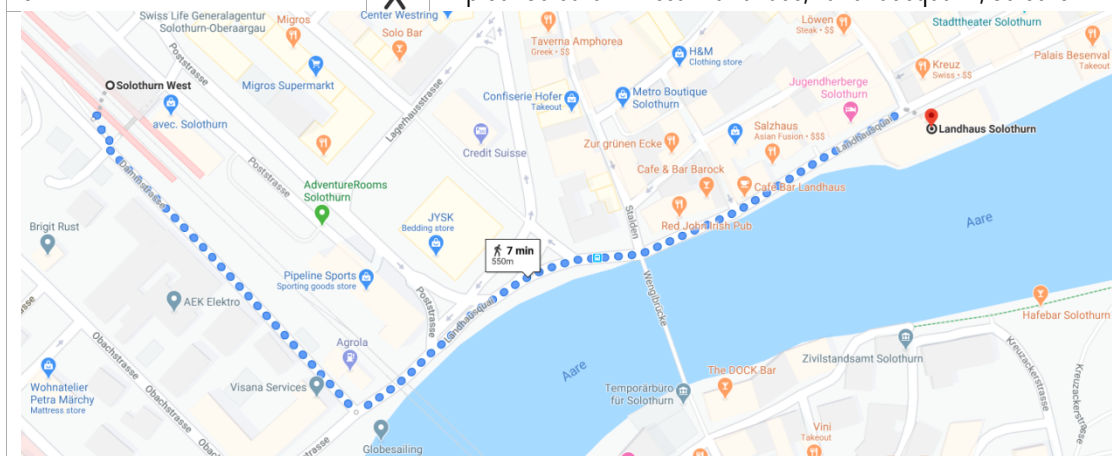 Swiss Life Generalagentur
Solothurn-Oberaargau
Migros
Center Westring
Solo Bar
Taverna Amphorea
Greek • $$
H&M
Clothing store
Löwen
Steak • $$
Stadttheater Solothurn
Palais Besenval
Takeout
Kreuz
Swiss • $$
Solothurn West
Poststrasse
Migros Supermarkt
avec. Solothurn
Lagerhausstrasse
Confiserie Hofer
Takeout
Metro Boutique
Solothurn
Jugendherberge
Solothurn
Landhaus Solothurn
Credit Suisse
Salzhaus
Asian Fusion • $$$
Zur grünen Ecke
Landhausquai
Dammstrasse
Poststrasse
AdventureRooms
Solothurn
Cafe & Bar Barock
Café Bar Landhaus
JYSK
Bedding store
Stalden
Red John Irish Pub
Aare
Brigit Rust
7 min
550m
Pipeline Sports
Sporting goods store
AEK Elektro
Poststrasse
Landhausquai
Wengibrücke
Hafebar Solothurn
Obachstrasse
Agrola
Aare
Zivilstandsamt Solothurn
Kreuzackerstrasse
Kreuzackerstrasse
Wohnatelier
Petra Märchy
Mattress store
Visana Services
The DOCK Bar
Temporärbüro
für Solothurn
Obachstrasse
Globesailing
Vini
Takeout